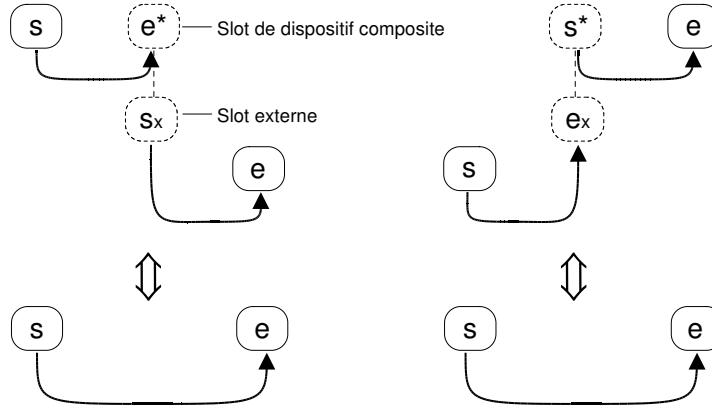 s e* Slot de dispositif composite s* e
sx Slot externe ex
e s
s e s e